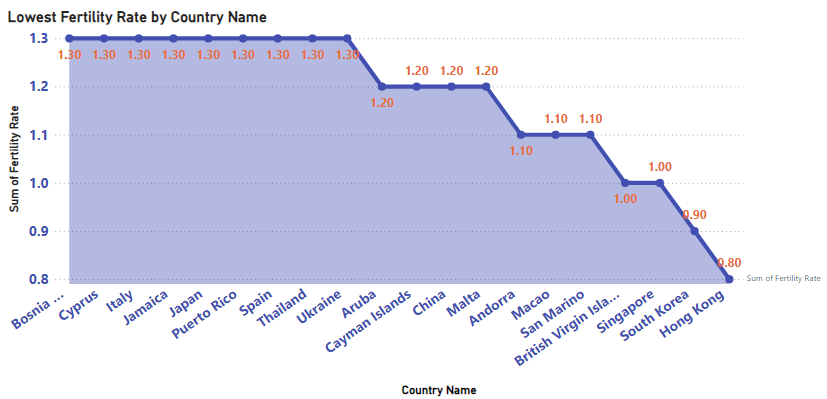 Lowest Fertility Rate by Country Name
Sum of Fertility Rate
1.3
1.2
1.1
1.0
0.9
0.8
1.30 1.30 1.30 1.30 1.30 1.30 1.30 1.30 1.30
1.20 1.20 1.20 1.20
1.10 1.10 1.10
1.00 1.00
0.90
0.80
Sum of Fertility Rate
Bosnia ...
Cyprus
Italy
Jamaica
Japan
Puerto Rico
Spain
Thailand
Ukraine
Aruba
Cayman Islands
China
Malta
Andorra
Macao
San Marino
British Virgin Isla...
Singapore
South Korea
Hong Kong
Country Name